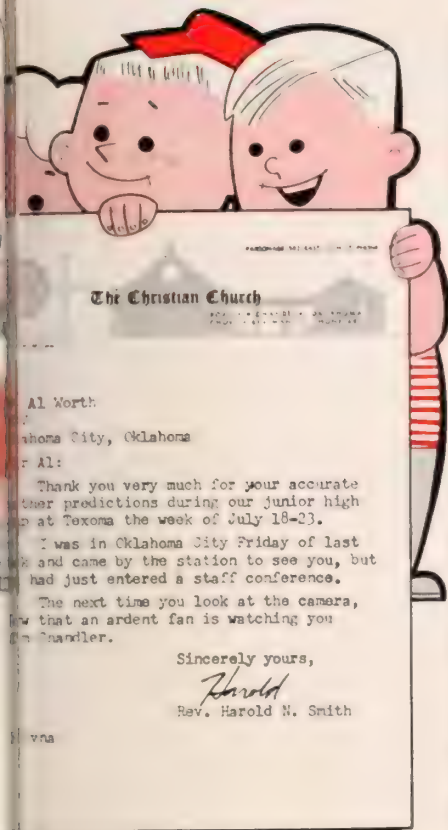 The Christian Church
Al Worth
ahoma City, Oklahoma
r Al:
Thank you very much for your accurate
ther predictions during our junior high
p at Texoma the week of July 18-23.
I was in Oklahoma City Friday of last
k and came by the station to see you, but
had just entered a staff conference.
The next time you look at the camera,
w that an ardent fan is watching you
Chandler.
Sincerely yours,
Harold
Rev. Harold N. Smith